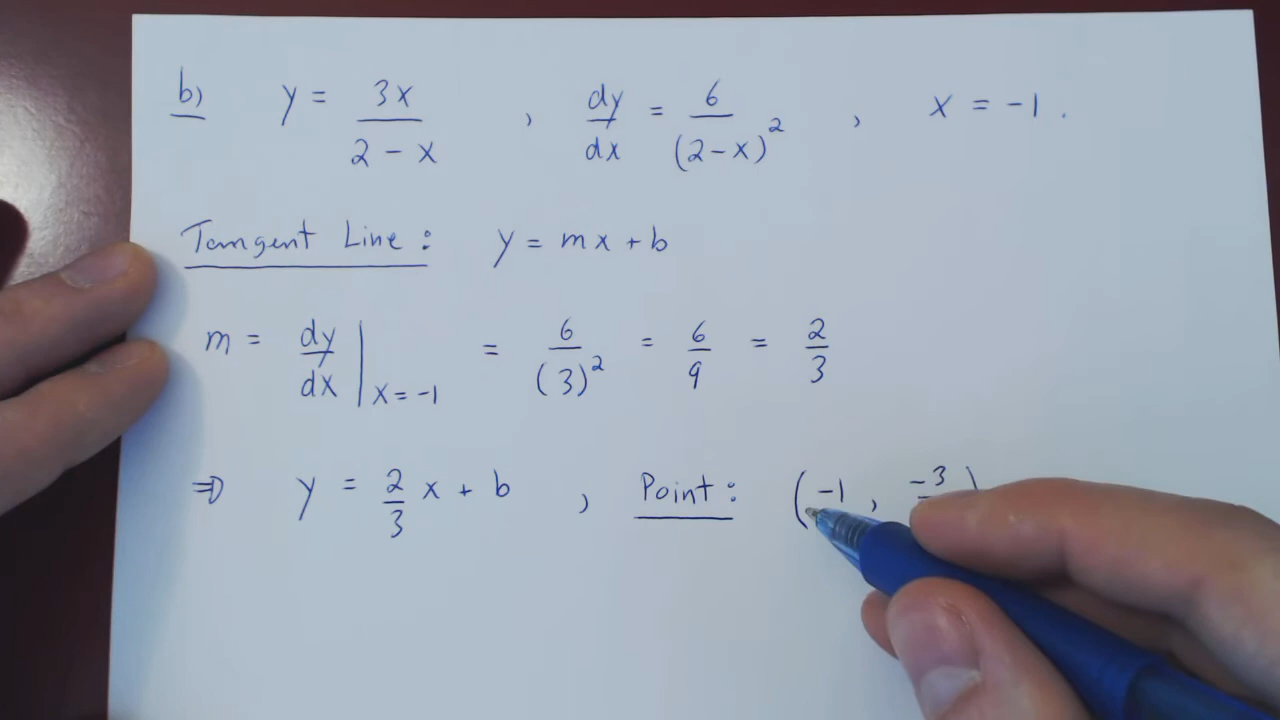 b) y = 3x / (2 - x) , dy/dx = 6 / (2-x)^2 , x = -1 .
Tangent Line: y = mx + b
m = dy/dx |x=-1 = 6/(3)^2 = 6/9 = 2/3
⇒ y = 2/3 x + b , Point: (-1, -3 )